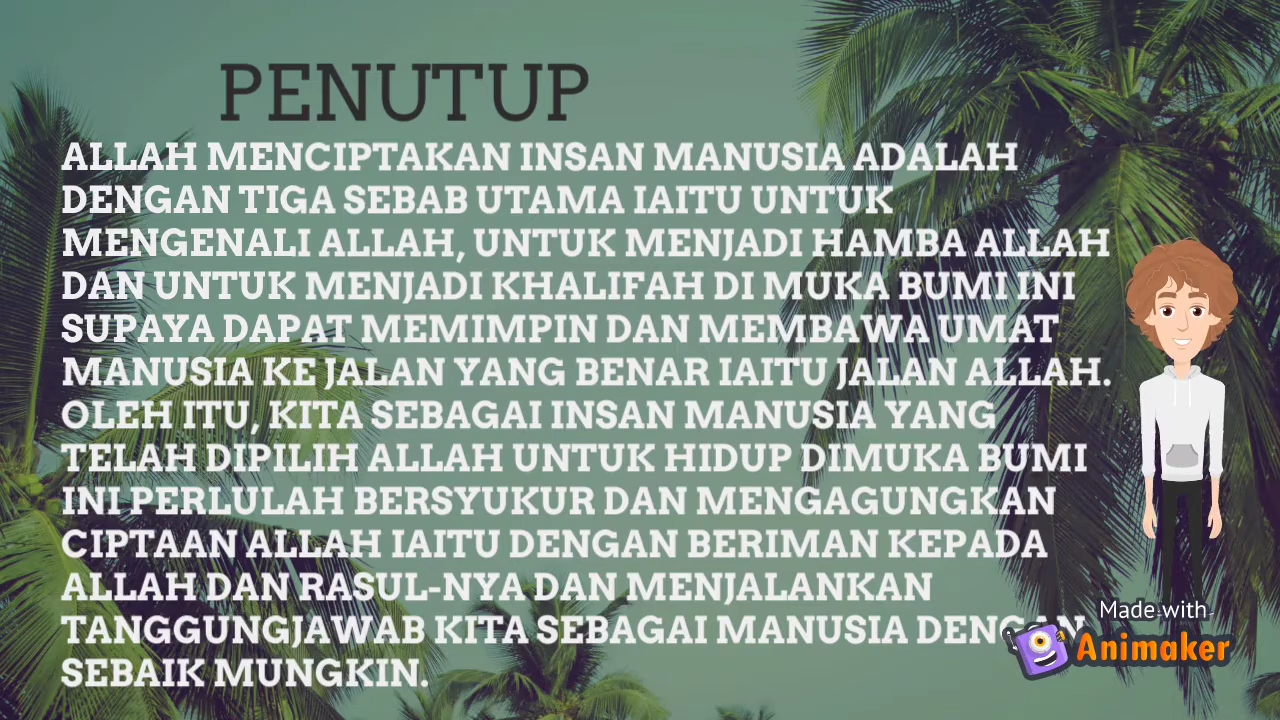 PENUTUP
ALLAH MENCIPTAKAN INSAN MANUSIA ADALAH
DENGAN TIGA SEBAB UTAMA IAITU UNTUK
MENGENALI ALLAH, UNTUK MENJADI HAMBA ALLAH
DAN UNTUK MENJADI KHALIFAH DI MUKA BUMI INI
SUPAYA DAPAT MEMIMPIN DAN MEMBAWA UMAT
MANUSIA KE JALAN YANG BENAR IAITU JALAN ALLAH.
OLEH ITU, KITA SEBAGAI INSAN MANUSIA YANG
TELAH DIPILIH ALLAH UNTUK HIDUP DIMUKA BUMI
INI PERLULAH BERSYUKUR DAN MENGAGUNGKAN
CIPTAAN ALLAH IAITU DENGAN BERIMAN KEPADA
ALLAH DAN RASUL-NYA DAN MENJALANKAN
TANGGUNGJAWAB KITA SEBAGAI MANUSIA DENGAN
SEBAIK MUNGKIN.
Made with
Animaker